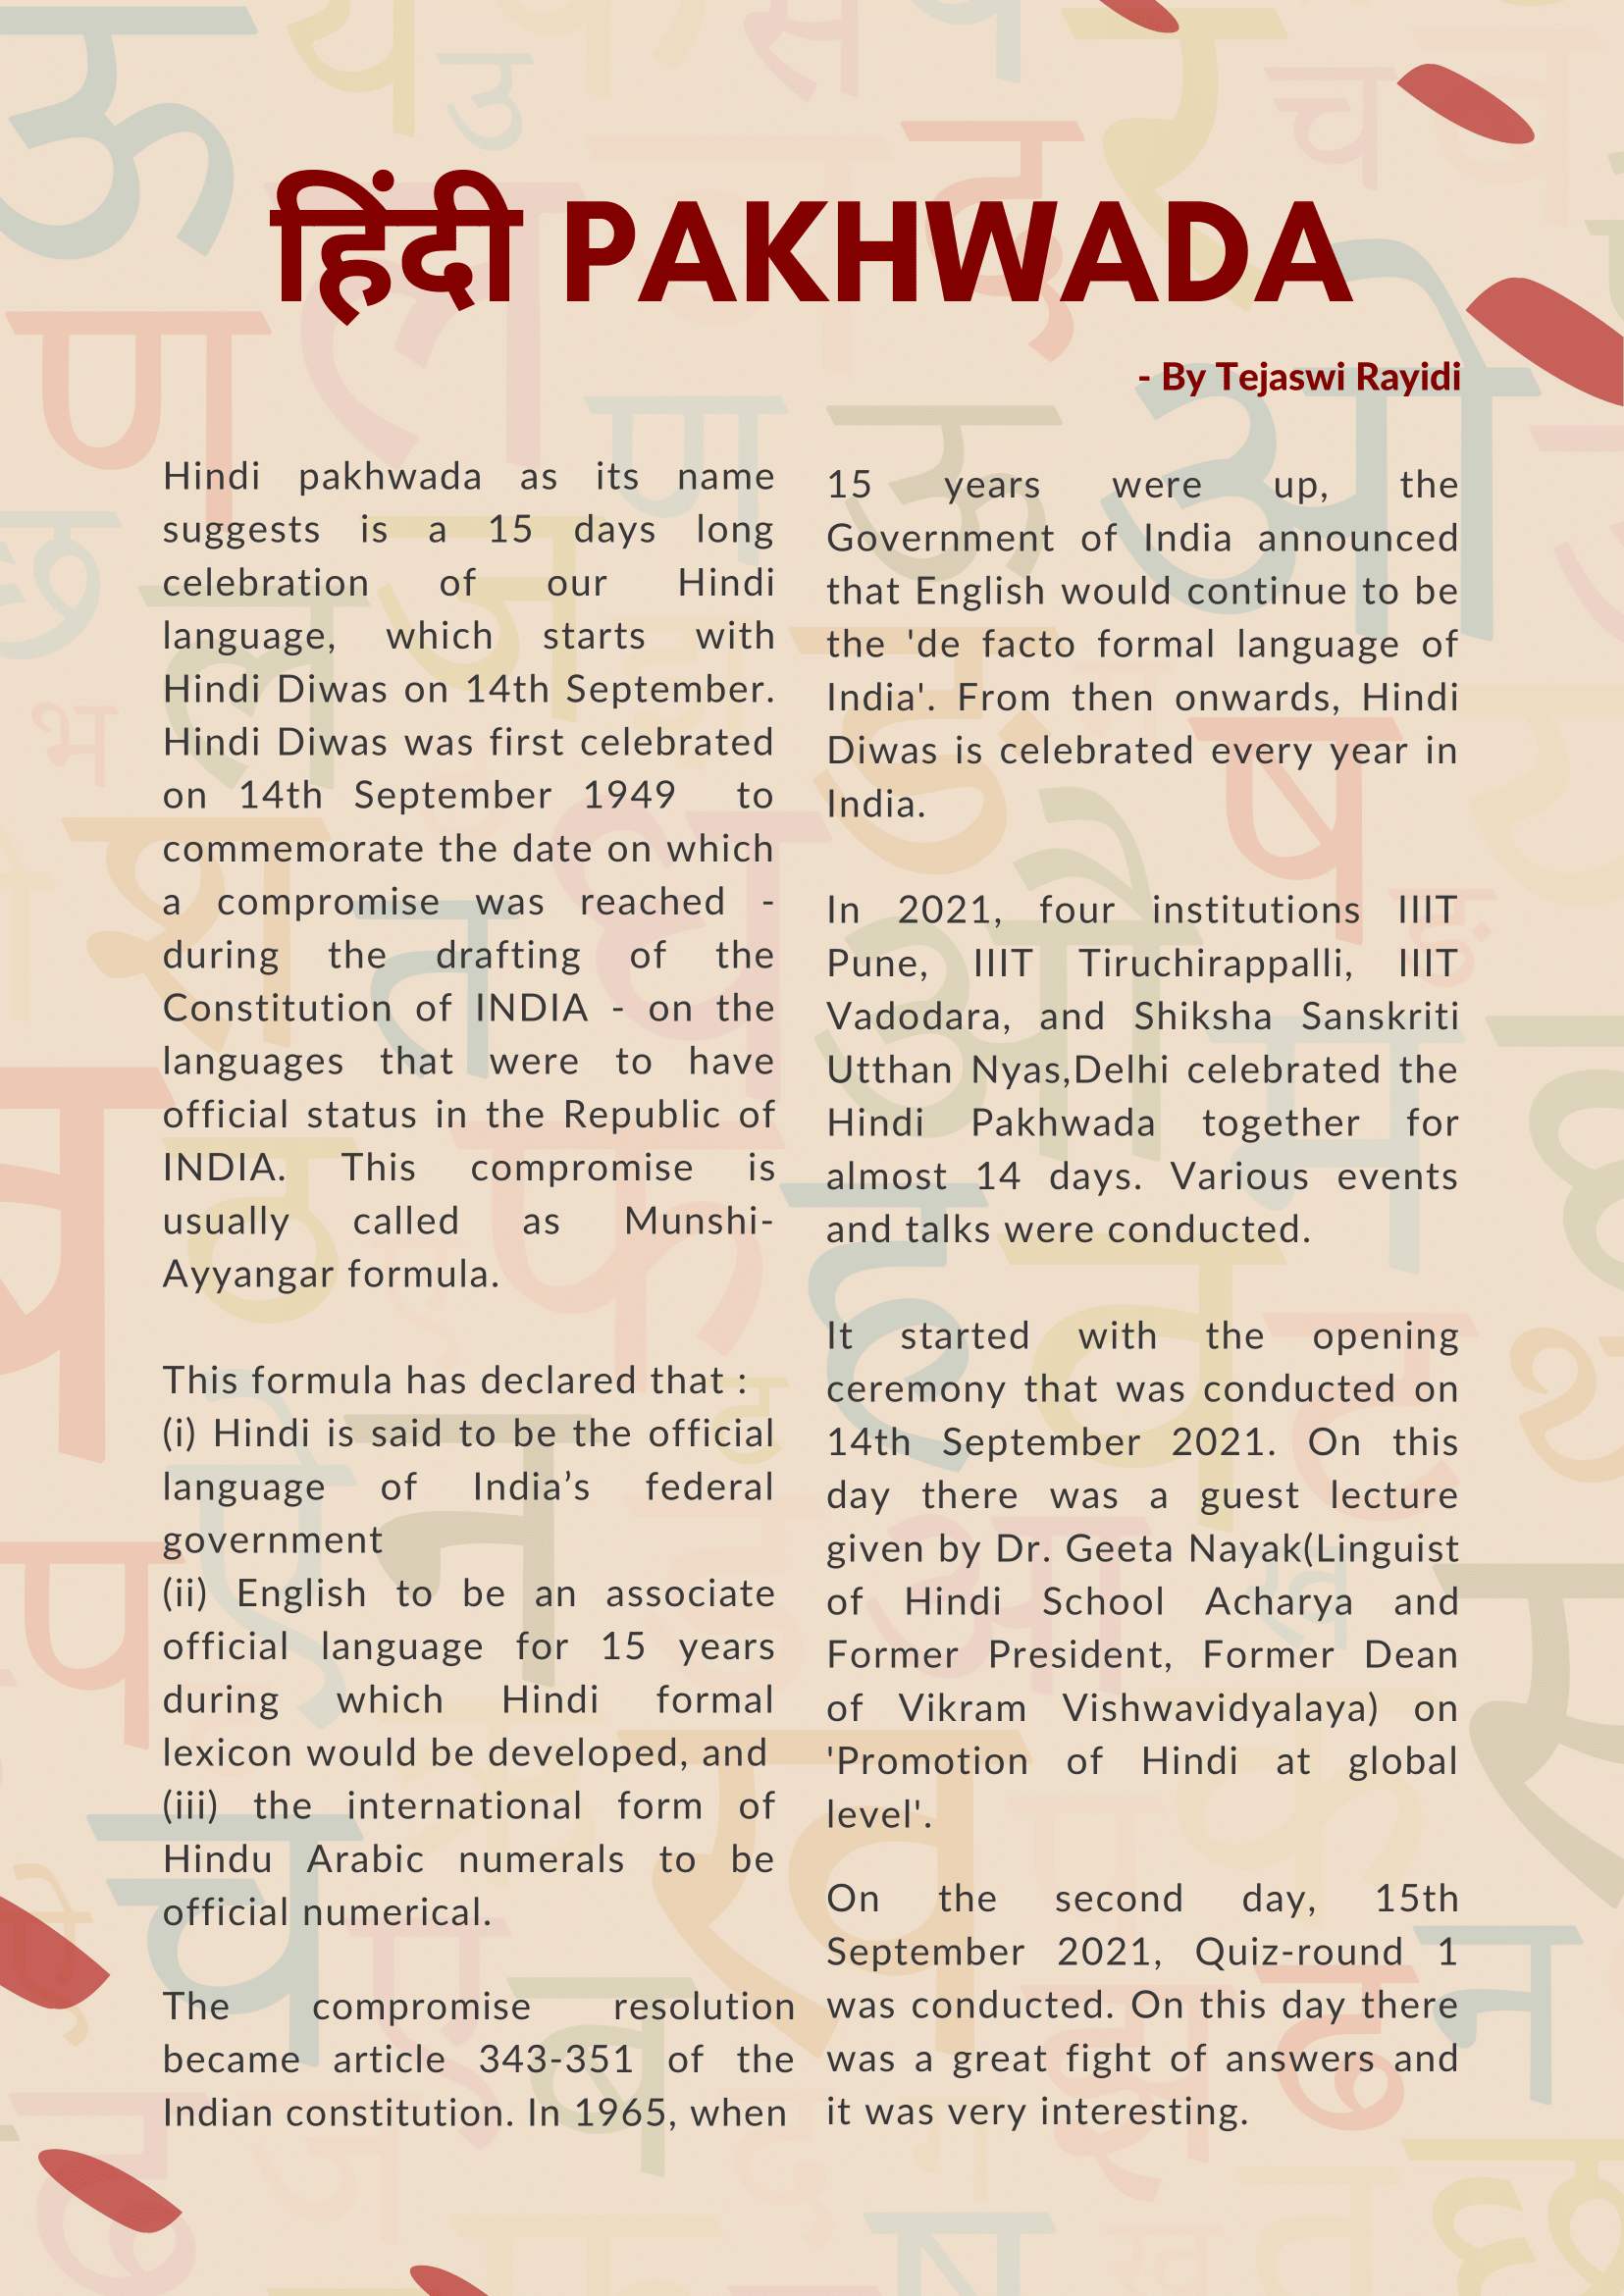 हिंदी PAKHWADA
- By Tejaswi Rayidi
Hindi pakhwada as its name
suggests is a 15 days long
celebration of our Hindi
language, which starts with
Hindi Diwas on 14th September.
Hindi Diwas was first celebrated
on 14th September 1949 to
commemorate the date on which
a compromise was reached -
during the drafting of the
Constitution of INDIA - on the
languages that were to have
official status in the Republic of
INDIA. This compromise is
usually called as Munshi-
Ayyangar formula.
This formula has declared that :
(i) Hindi is said to be the official
language of India’s federal
government
(ii) English to be an associate
official language for 15 years
during which Hindi formal
lexicon would be developed, and
(iii) the international form of
Hindu Arabic numerals to be
official numerical.
The compromise resolution
became article 343-351 of the
Indian constitution. In 1965, when
15 years were up, the
Government of India announced
that English would continue to be
the 'de facto formal language of
India'. From then onwards, Hindi
Diwas is celebrated every year in
India.
In 2021, four institutions IIIT
Pune, IIIT Tiruchirappalli, IIIT
Vadodara, and Shiksha Sanskriti
Utthan Nyas,Delhi celebrated the
Hindi Pakhwada together for
almost 14 days. Various events
and talks were conducted.
It started with the opening
ceremony that was conducted on
14th September 2021. On this
day there was a guest lecture
given by Dr. Geeta Nayak(Linguist
of Hindi School Acharya and
Former President, Former Dean
of Vikram Vishwavidyalaya) on
'Promotion of Hindi at global
level'.
On the second day, 15th
September 2021, Quiz-round 1
was conducted. On this day there
was a great fight of answers and
it was very interesting.